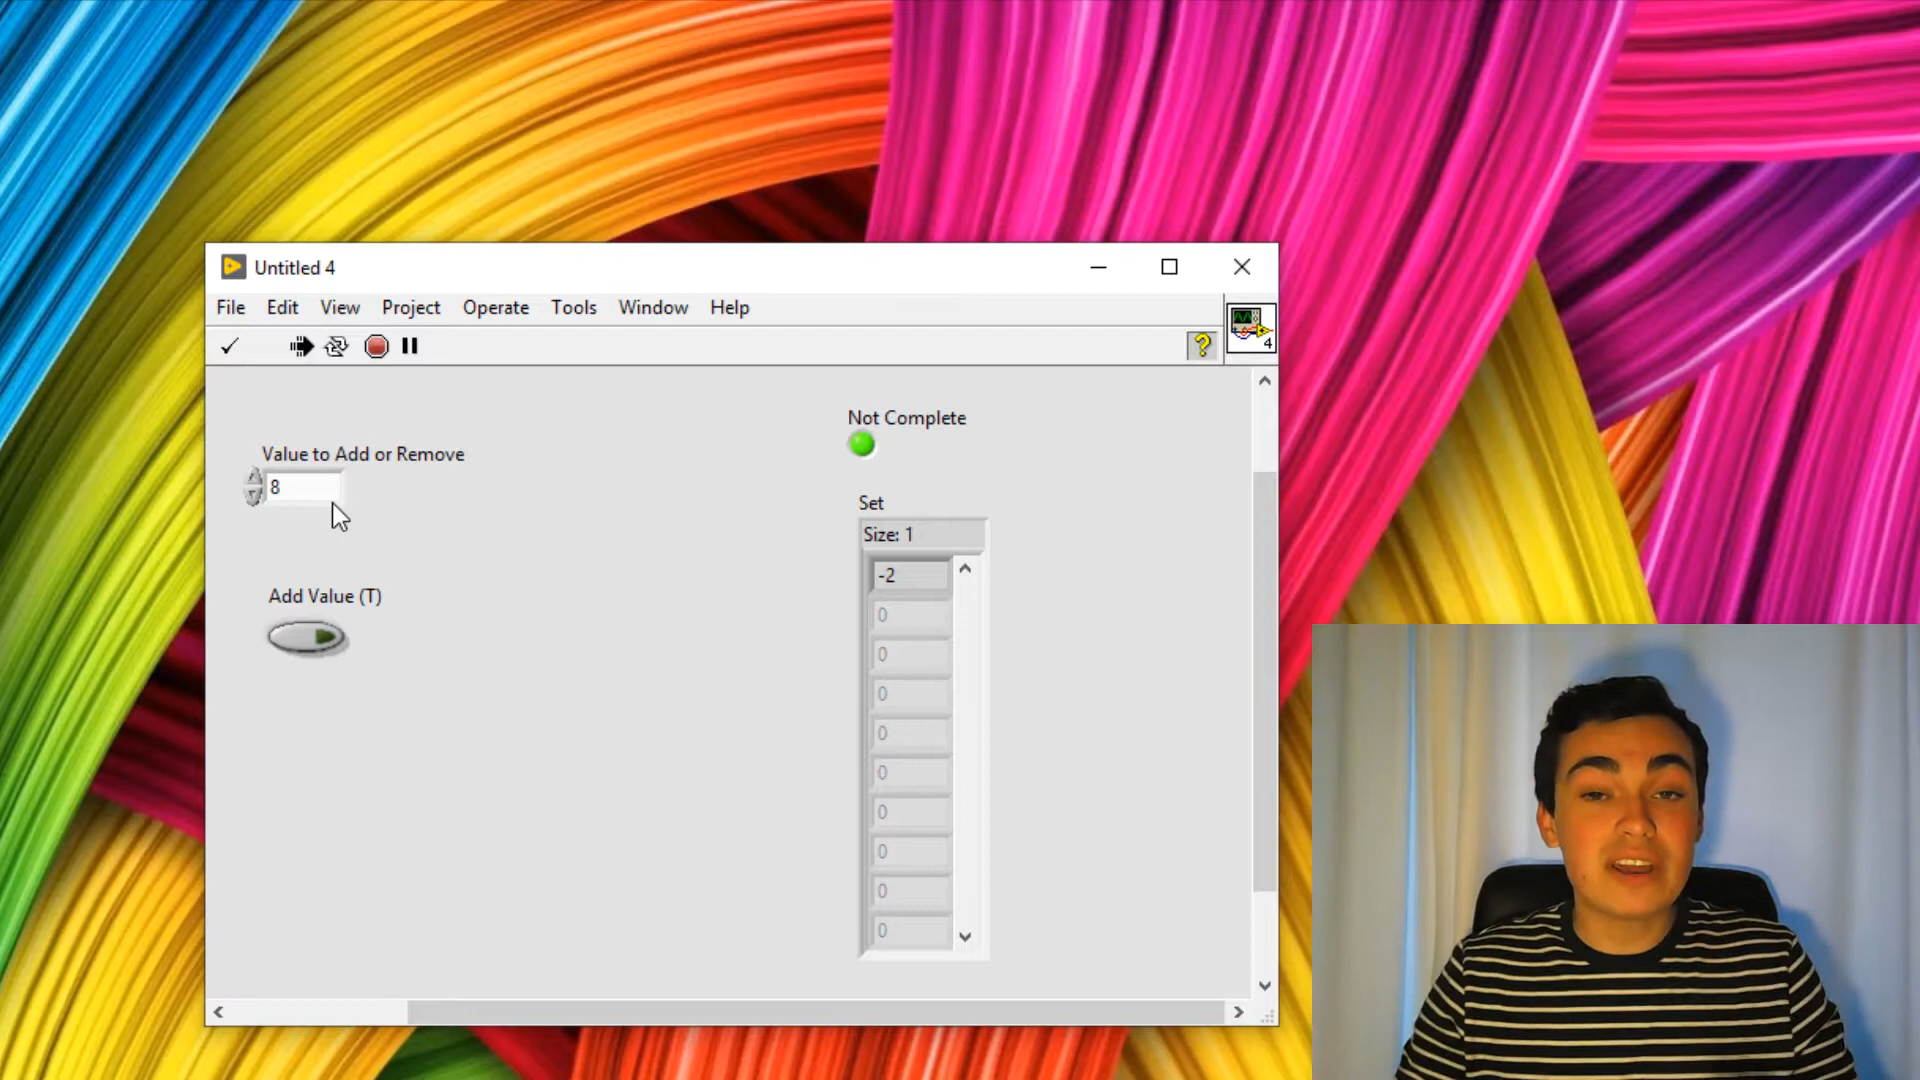 Untitled 4
File Edit View Project Operate Tools Window Help
?
4
Value to Add or Remove
8
Add Value (T)
Not Complete
Set
Size: 1
-2
0
0
0
0
0
0
0
0
0